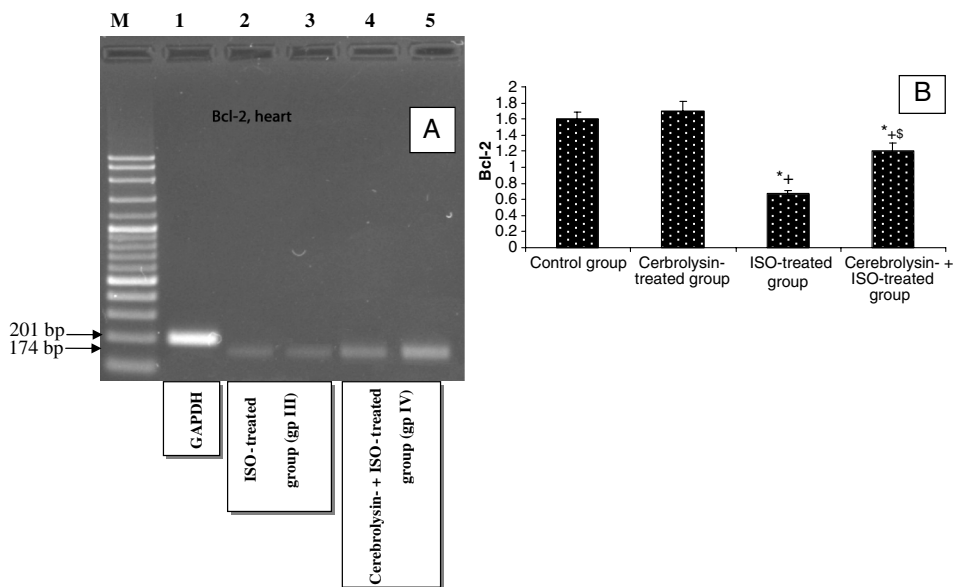 M 1 2 3 4 5
Bcl-2, heart
A
201 bp
174 bp
GAPDH
ISO-treated
group (gp III)
Cerebrolysin- + ISO-treated
group (gp IV)
B
Bcl-2
2
1.8
1.6
1.4
1.2
1
0.8
0.6
0.4
0.2
0
*+
*+$
Control group
Cerbrolysin-
treated group
ISO-treated
group
Cerebrolysin- +
ISO-treated
group